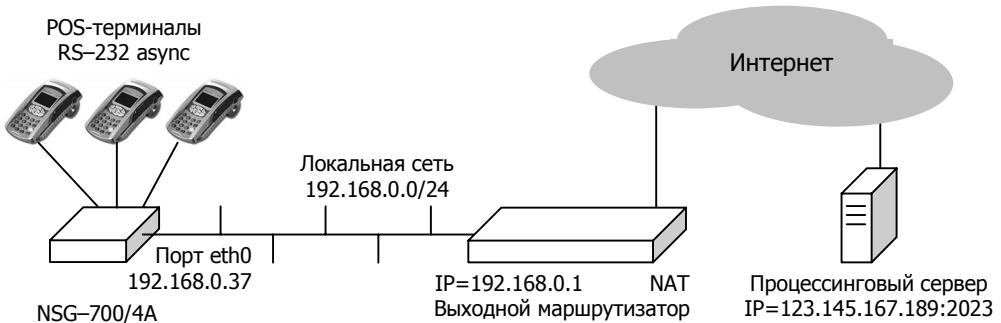 POS-терминалы
RS–232 async
Интернет
Локальная сеть
192.168.0.0/24
Порт eth0
192.168.0.37
NSG–700/4A
IP=192.168.0.1 NAT
Выходной маршрутизатор
Процессинговый сервер
IP=123.145.167.189:2023